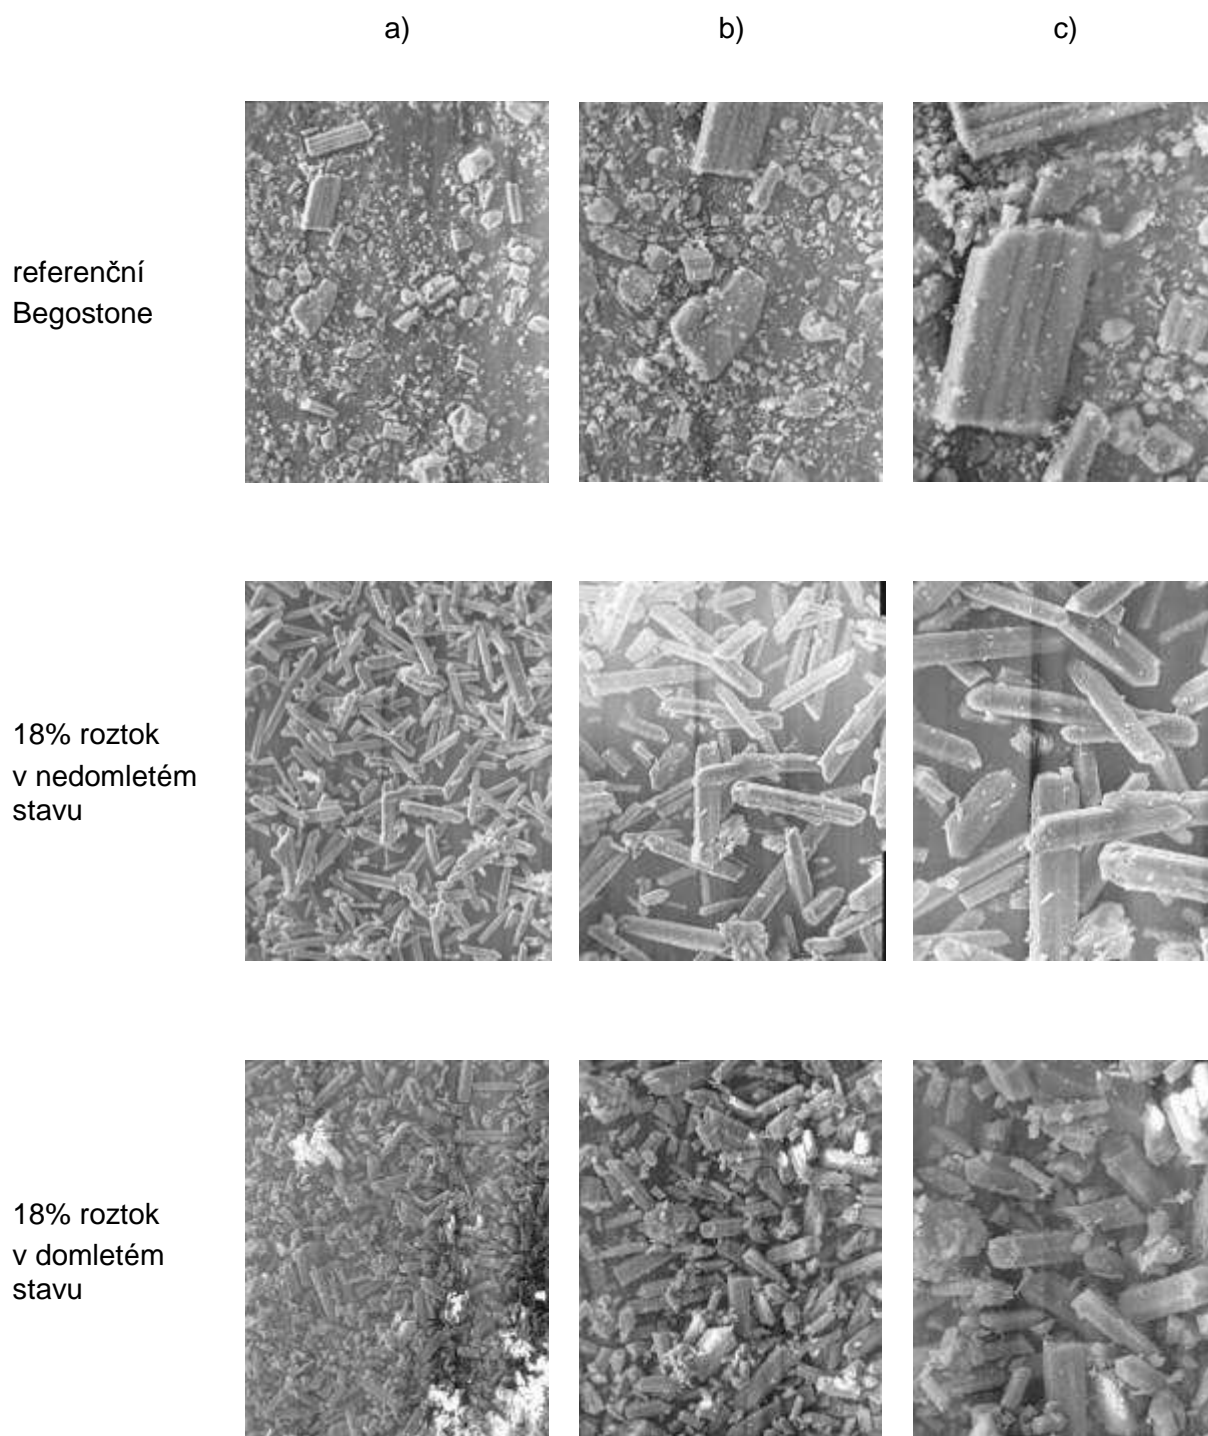 a) b) c)
referenční
Begostone
18% roztok
v nedomletém
stavu
18% roztok
v domletém
stavu